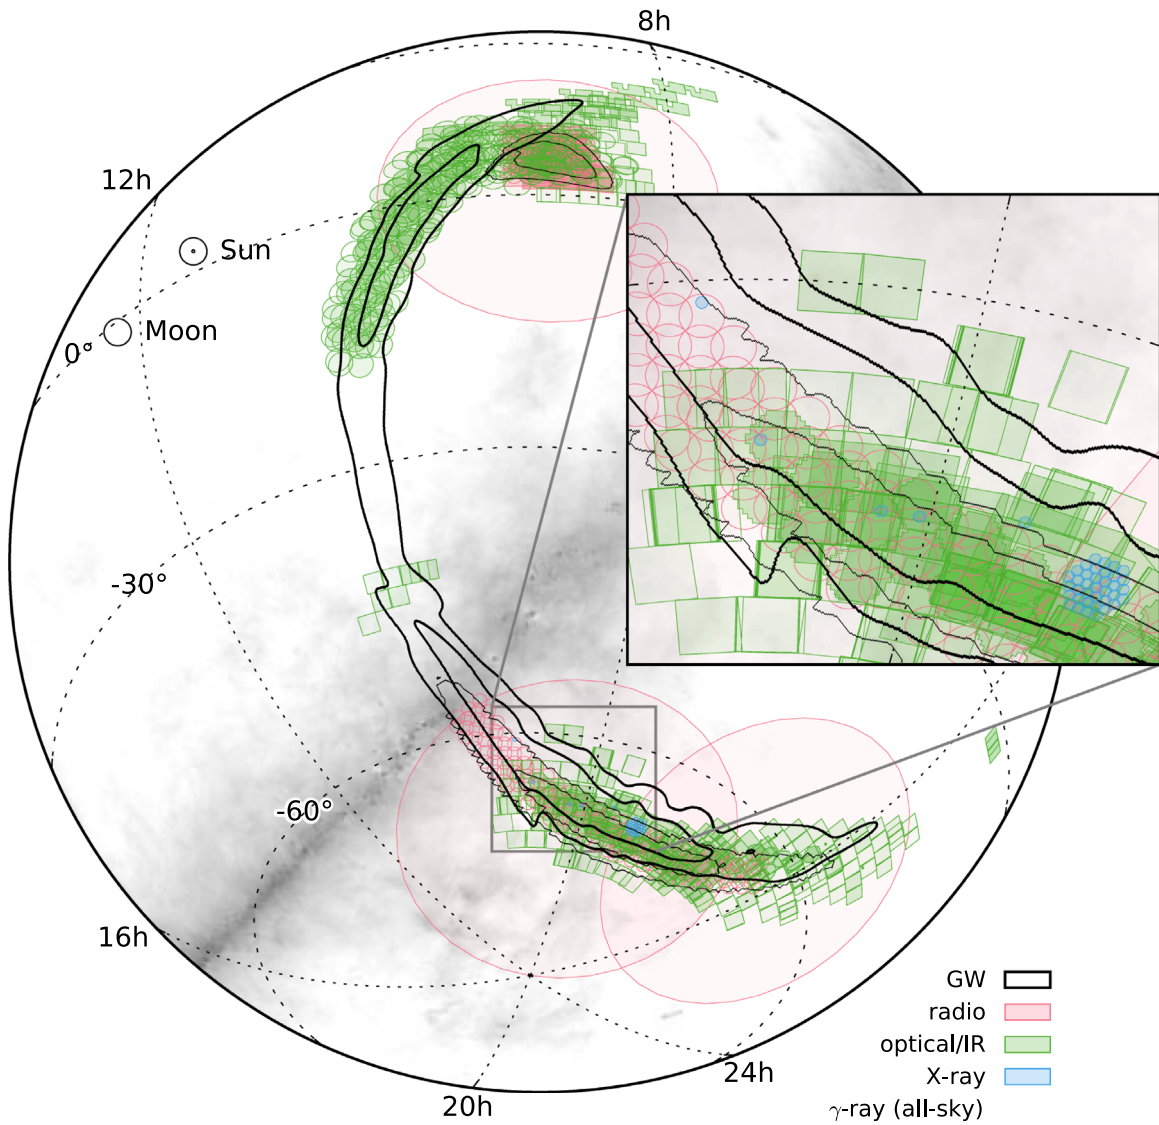 8h
12h
Sun
Moon
0°
-30°
-60°
16h
20h
24h
GW
radio
optical/IR
X-ray
γ-ray (all-sky)